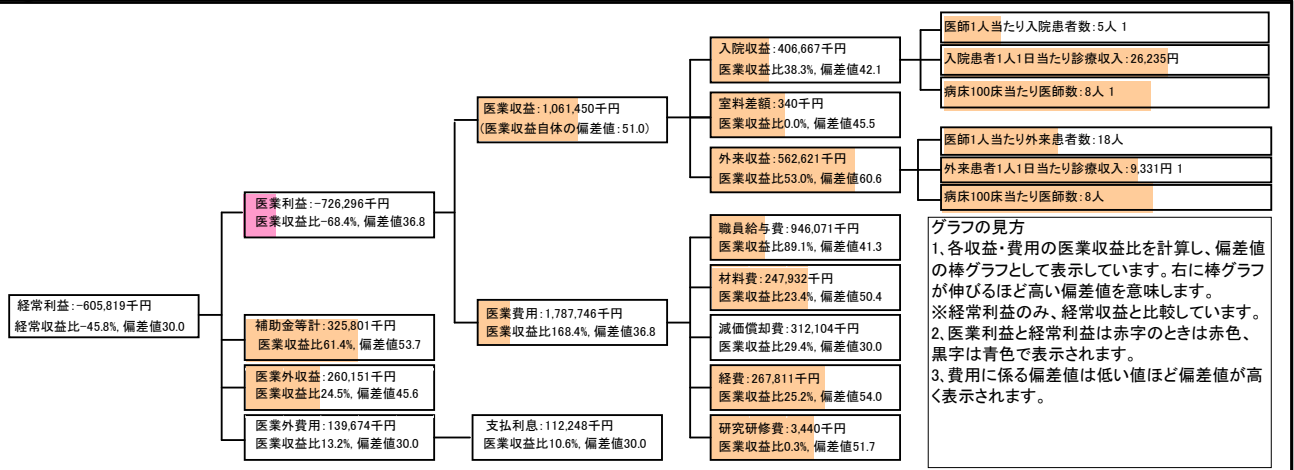 経常利益:-605,819千円
経常収益比-45.8%, 偏差値30.0
医業利益:-726,296千円
医業収益比-68.4%, 偏差値36.8
補助金等計:325,801千円
医業収益比61.4%, 偏差値53.7
医業外収益:260,151千円
医業収益比24.5%, 偏差値45.6
医業外費用:139,674千円
医業収益比13.2%, 偏差値30.0
支払利息:112,248千円
医業収益比10.6%, 偏差値30.0
医業収益:1,061,450千円
(医業収益自体の偏差値:51.0)
医業費用:1,787,746千円
医業収益比168.4%, 偏差値36.8
入院収益:406,667千円
医業収益比38.3%, 偏差値42.1
室料差額:340千円
医業収益比0.0%, 偏差値45.5
外来収益:562,621千円
医業収益比53.0%, 偏差値60.6
職員給与費:946,071千円
医業収益比89.1%, 偏差値41.3
材料費:247,932千円
医業収益比23.4%, 偏差値50.4
減価償却費:312,104千円
医業収益比29.4%, 偏差値30.0
経費:267,811千円
医業収益比25.2%, 偏差値54.0
研究研修費:3,440千円
医業収益比0.3%, 偏差値51.7
医師1人当たり入院患者数:5人 1
入院患者1人1日当たり診療収入:26,235円
病床100床当たり医師数:8人 1
医師1人当たり外来患者数:18人
外来患者1人1日当たり診療収入:9,331円 1
病床100床当たり医師数:8人
グラフの見方
1、各収益・費用の医業収益比を計算し、偏差値
の棒グラフとして表示しています。右に棒グラフ
が伸びるほど高い偏差値を意味します。
※経常利益のみ、経常収益と比較しています。
2、医業利益と経常利益は赤字のときは赤色、
黒字は青色で表示されます。
3、費用に係る偏差値は低い値ほど偏差値が高
く表示されます。